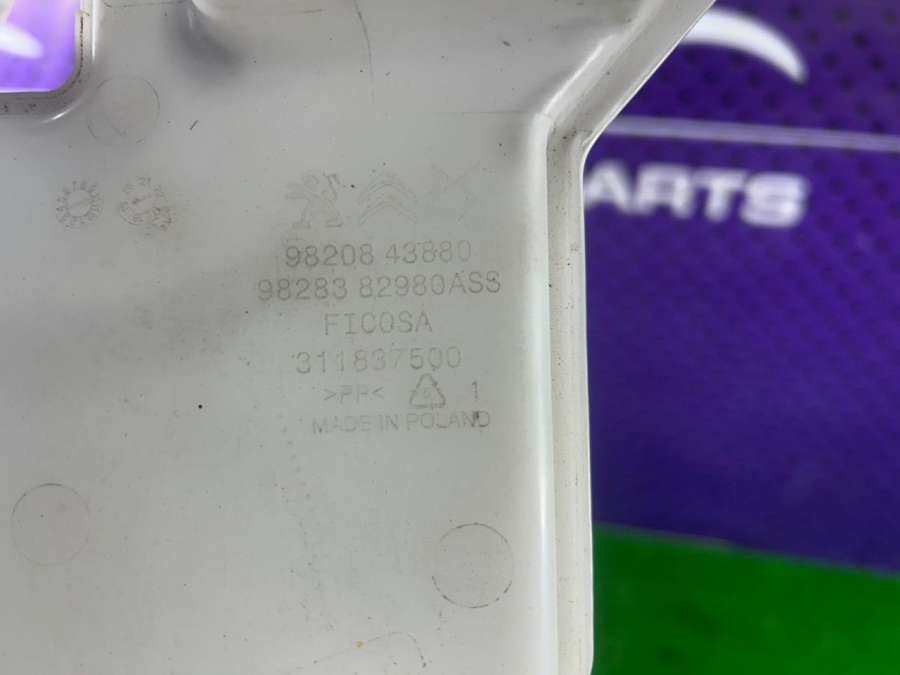 ARTS
98208 43880
98283 82980ASS
FICOSA
311837500
>PP< 1
MADE IN POLAND